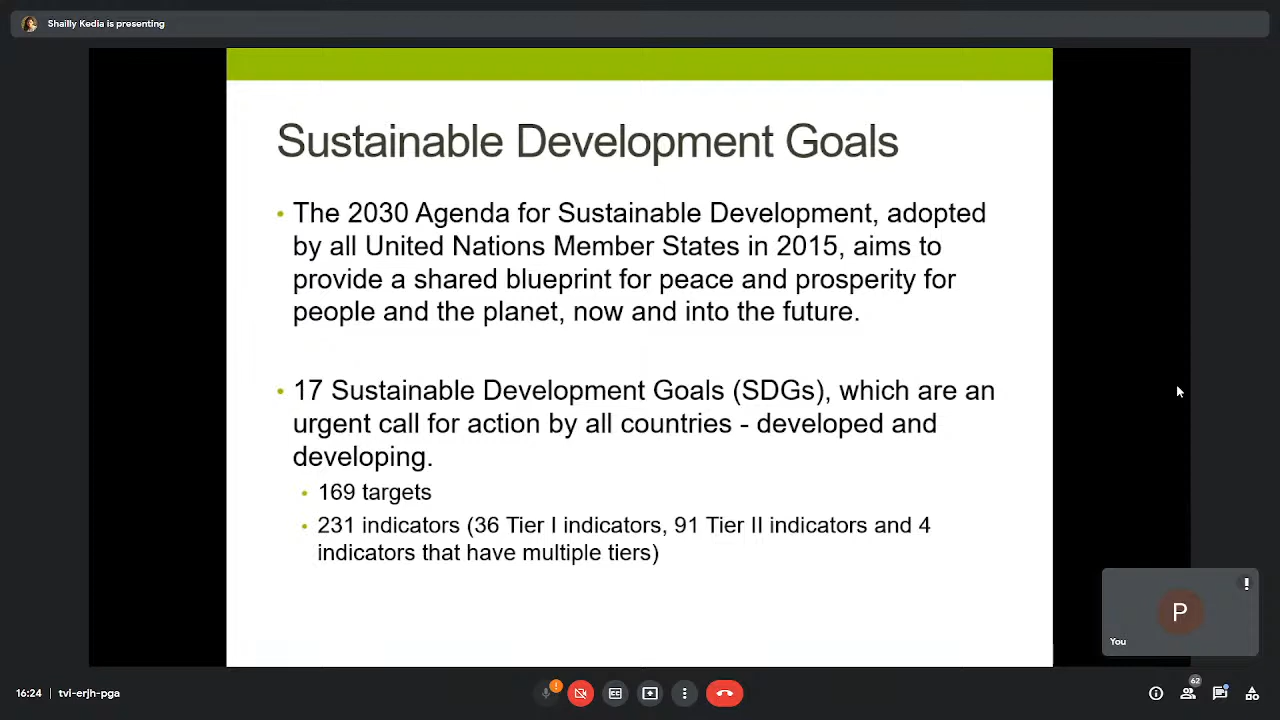 Shailly Kedia is presenting
Sustainable Development Goals
• The 2030 Agenda for Sustainable Development, adopted
by all United Nations Member States in 2015, aims to
provide a shared blueprint for peace and prosperity for
people and the planet, now and into the future.
• 17 Sustainable Development Goals (SDGs), which are an
urgent call for action by all countries - developed and
developing.
• 169 targets
• 231 indicators (36 Tier I indicators, 91 Tier II indicators and 4
indicators that have multiple tiers)
P
You
16:24 | tvi-erjh-pga
62